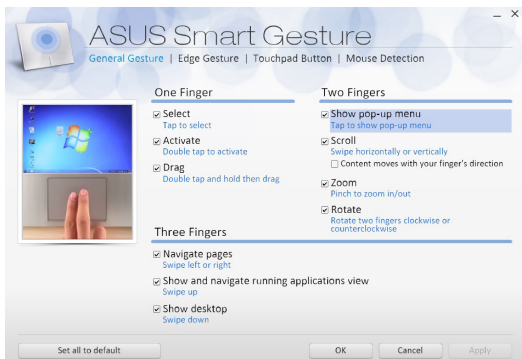 ASUS Smart Gesture
General Gesture | Edge Gesture | Touchpad Button | Mouse Detection
One Finger
Select
Tap to select
Activate
Double tap to activate
Drag
Double tap and hold then drag
Two Fingers
Show pop-up menu
Tap to show pop-up menu
Scroll
Swipe horizontally or vertically
Content moves with your finger's direction
Zoom
Pinch to zoom in/out
Rotate
Rotate two fingers clockwise or
counterclockwise
Three Fingers
Navigate pages
Swipe left or right
Show and navigate running applications view
Swipe up
Show desktop
Swipe down
Set all to default
OK
Cancel
Apply